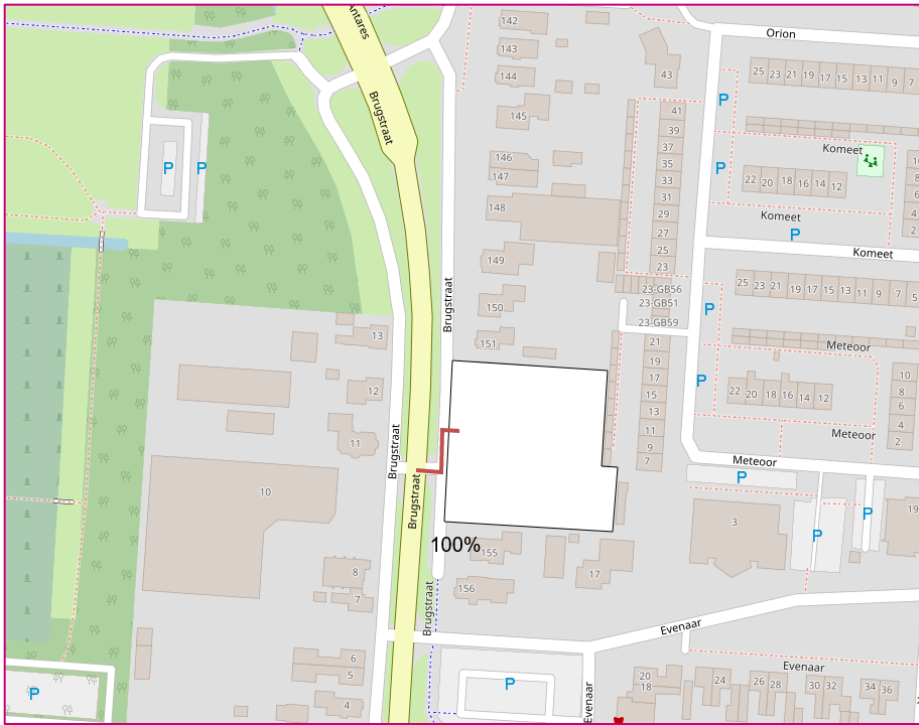 Antares
142
Orion
143
144
43
25 23 21 19 17 15 13 11 9 7
P
Brugstraat
145
41
39
37
Komeet
P P
146
147
35
P
33
22 20 18 16 14 12
8
6
31
148
29
Komeet
4
27
P
2
25
Komeet
149
23
23-GB56
25 23 21 19 17 15 13 11 9 7 5
Brugstraat
150
23-GB51
P
23-GB59
13
151
21
Meteoor
19
17
P
10
12
15
22 20 18 16 14 12
8
6
13
4
11
11
Meteoor
2
9
Brugstraat
7
Meteoor
Brugstraat
P
10
P
19
3
P
100%
155
8
17
156
7
Brugstraat
Evenaar
6
Evenaar
5
P
P
20
18
24
26 28
30 32
34 36
4
Evenaar